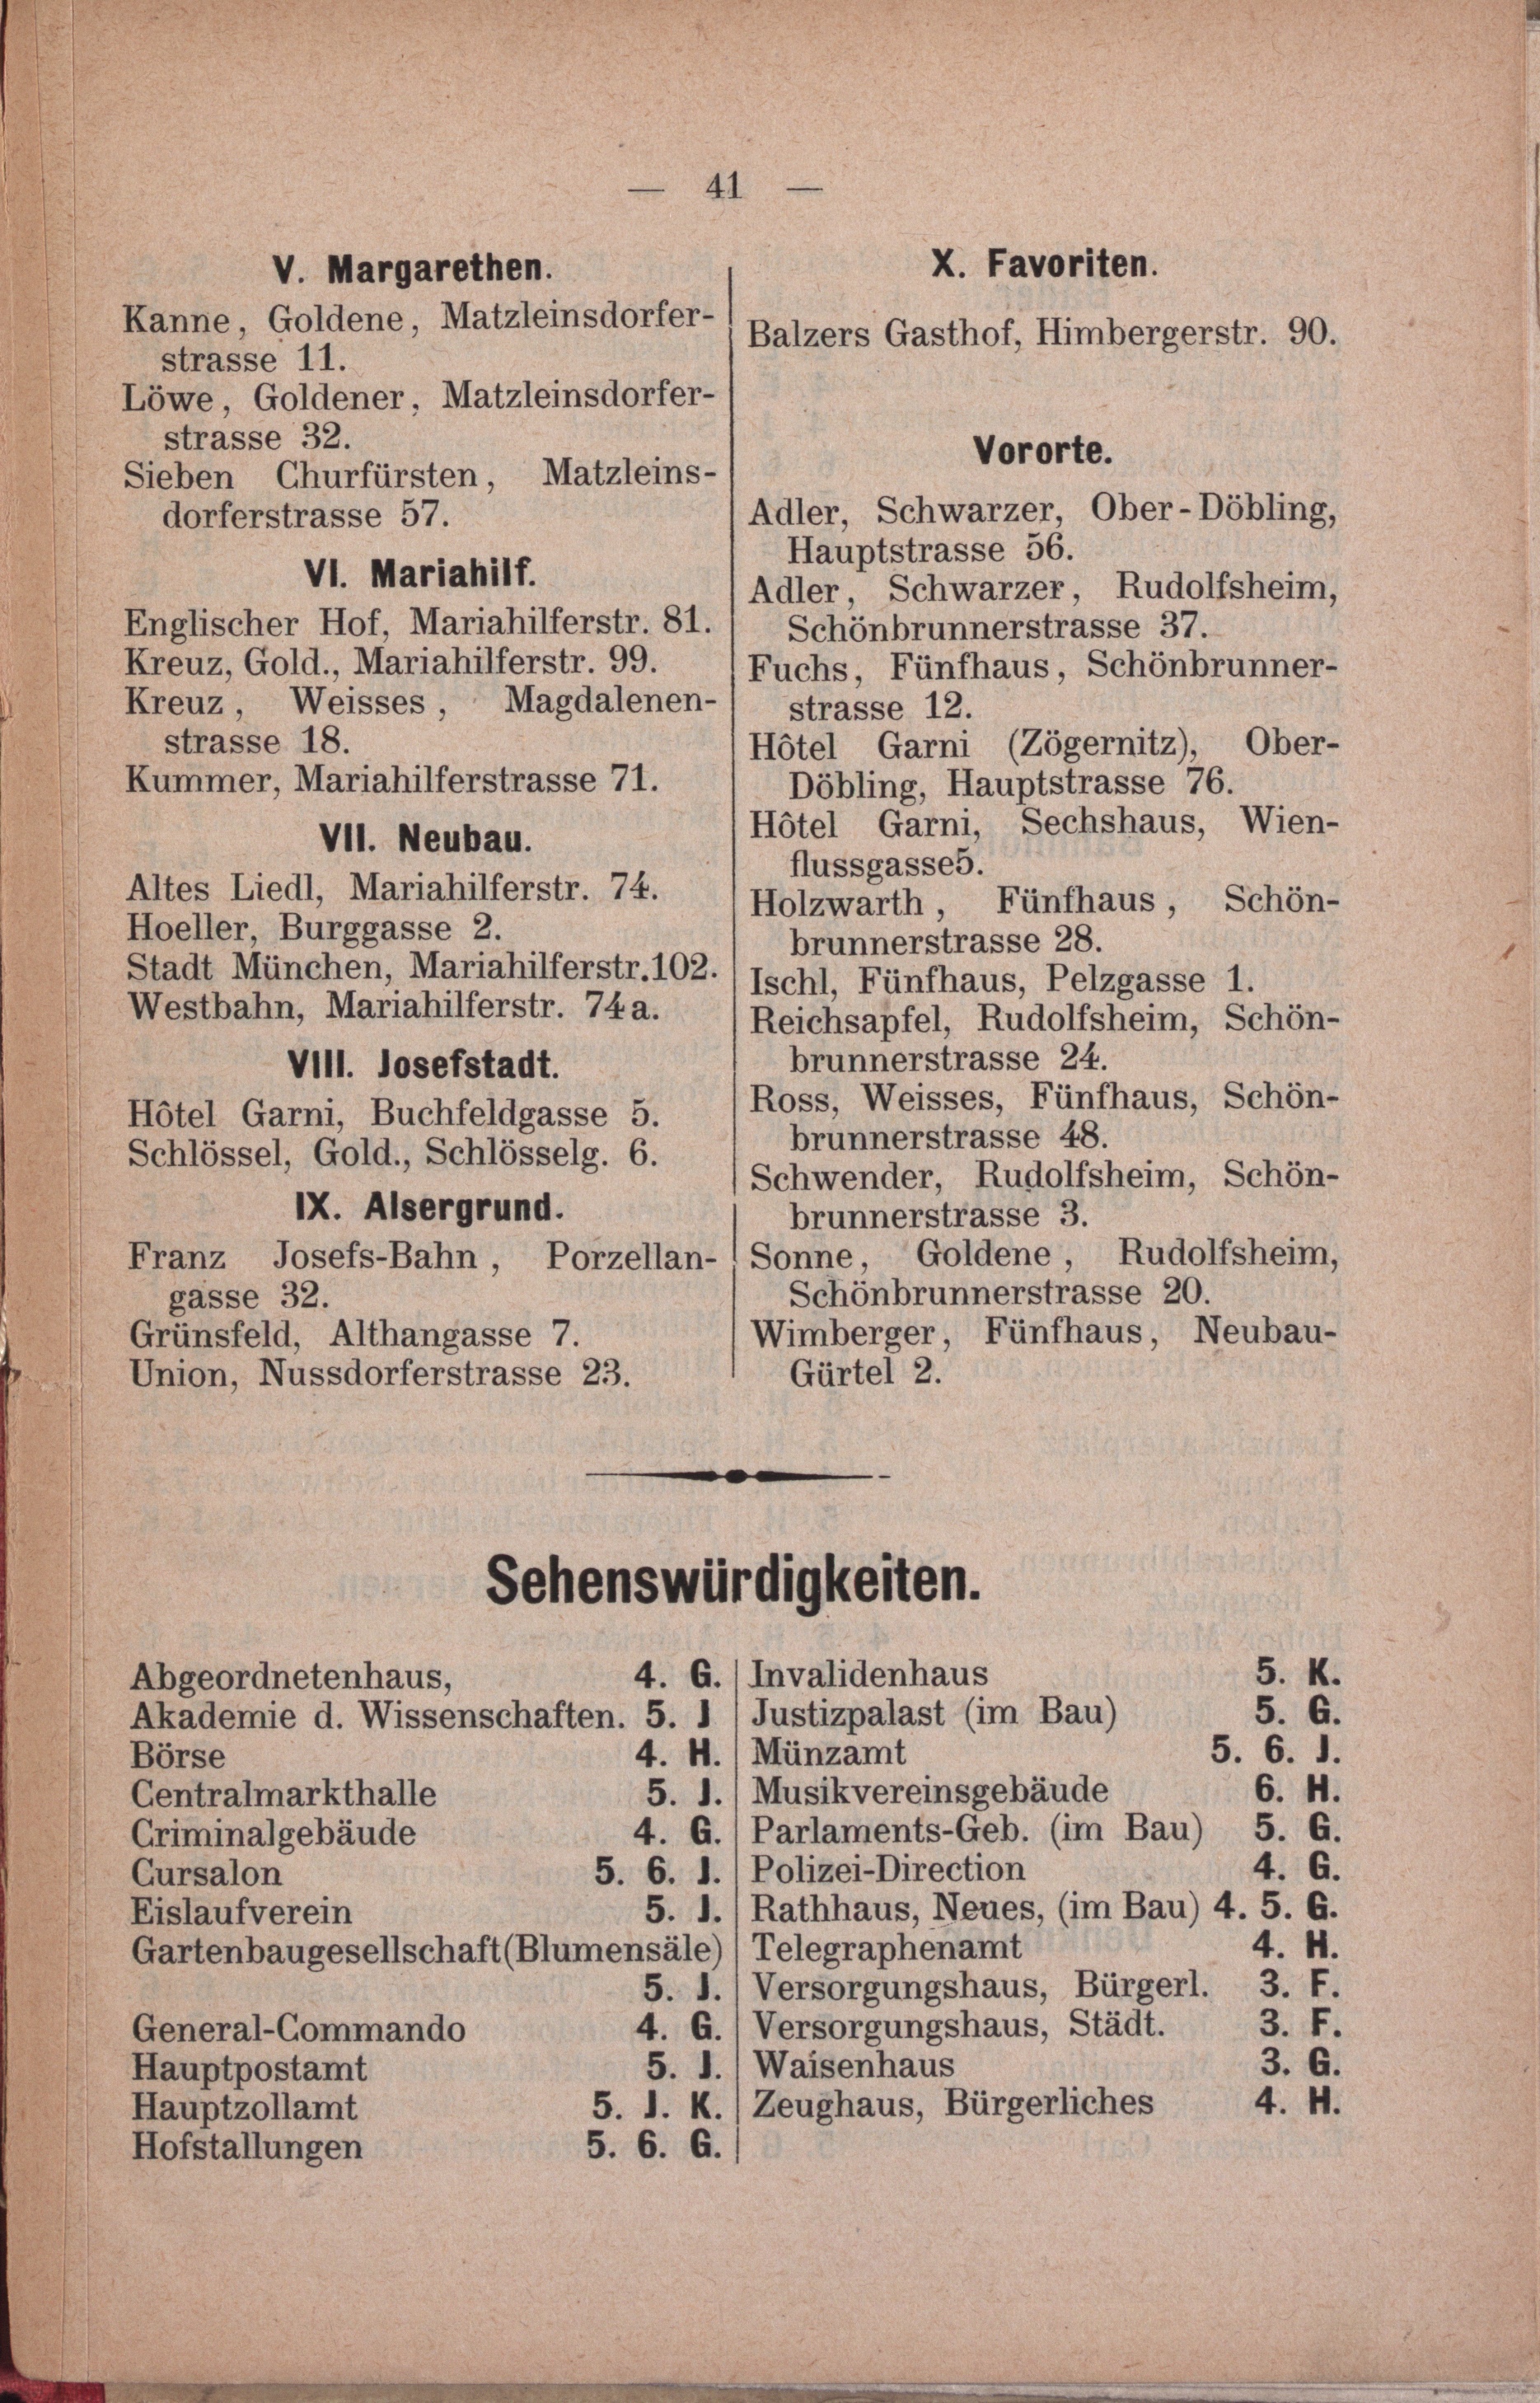 — 41 —
V. Margarethen.
Kanne, Goldene, Matzleinsdorfer-
strasse 11.
Löwe, Goldener, Matzleinsdorfer-
strasse 32.
Sieben Churfürsten, Matzleins-
dorferstrasse 57.
VI. Mariahilf.
Englischer Hof, Mariahilferstr. 81.
Kreuz, Gold., Mariahilferstr. 99.
Kreuz, Weisses, Magdalenen-
strasse 18.
Kummer, Mariahilferstrasse 71.
VII. Neubau.
Altes Liedl, Mariahilferstr. 74.
Hoeller, Burggasse 2.
Stadt München, Mariahilferstr.102.
Westbahn, Mariahilferstr. 74a.
VIII. Josefstadt.
Hôtel Garni, Buchfeldgasse 5.
Schlössel, Gold., Schlösselg. 6.
IX. Alsergrund.
Franz Josefs-Bahn, Porzellan-
gasse 32.
Grünsfeld, Althangasse 7.
Union, Nussdorferstrasse 23.
X. Favoriten.
Balzers Gasthof, Himbergerstr. 90.
Vororte.
Adler, Schwarzer, Ober-Döbling,
Hauptstrasse 56.
Adler, Schwarzer, Rudolfsheim,
Schönbrunnerstrasse 37.
Fuchs, Fünfhaus, Schönbrunner-
strasse 12.
Hôtel Garni (Zögernitz), Ober-
Döbling, Hauptstrasse 76.
Hôtel Garni, Sechshaus, Wien-
flussgasse5.
Holzwarth, Fünfhaus, Schön-
brunnerstrasse 28.
Ischl, Fünfhaus, Pelzgasse 1.
Reichsapfel, Rudolfsheim, Schön-
brunnerstrasse 24.
Ross, Weisses, Fünfhaus, Schön-
brunnerstrasse 48.
Schwender, Rudolfsheim, Schön-
brunnerstrasse 3.
Sonne, Goldene, Rudolfsheim,
Schönbrunnerstrasse 20.
Wimberger, Fünfhaus, Neubau-
Gürtel 2.
Sehenswürdigkeiten.
Abgeordnetenhaus, 4. G.
Akademie d. Wissenschaften. 5. J
Börse 4. H.
Centralmarkthalle 5. J.
Criminalgebäude 4. G.
Cursalon 5. 6. J.
Eislaufverein 5. J.
Gartenbaugesellschaft(Blumensäle)
5. J.
General-Commando 4. G.
Hauptpostamt 5. J.
Hauptzollamt 5. J. K.
Hofstallungen 5. 6. G.
Invalidenhaus 5. K.
Justizpalast (im Bau) 5. G.
Münzamt 5. 6. J.
Musikvereinsgebäude 6. H.
Parlaments-Geb. (im Bau) 5. G.
Polizei-Direction 4. G.
Rathhaus, Neues, (im Bau) 4. 5. G.
Telegraphenamt 4. H.
Versorgungshaus, Bürgerl. 3. F.
Versorgungshaus, Städt. 3. F.
Waisenhaus 3. G.
Zeughaus, Bürgerliches 4. H.